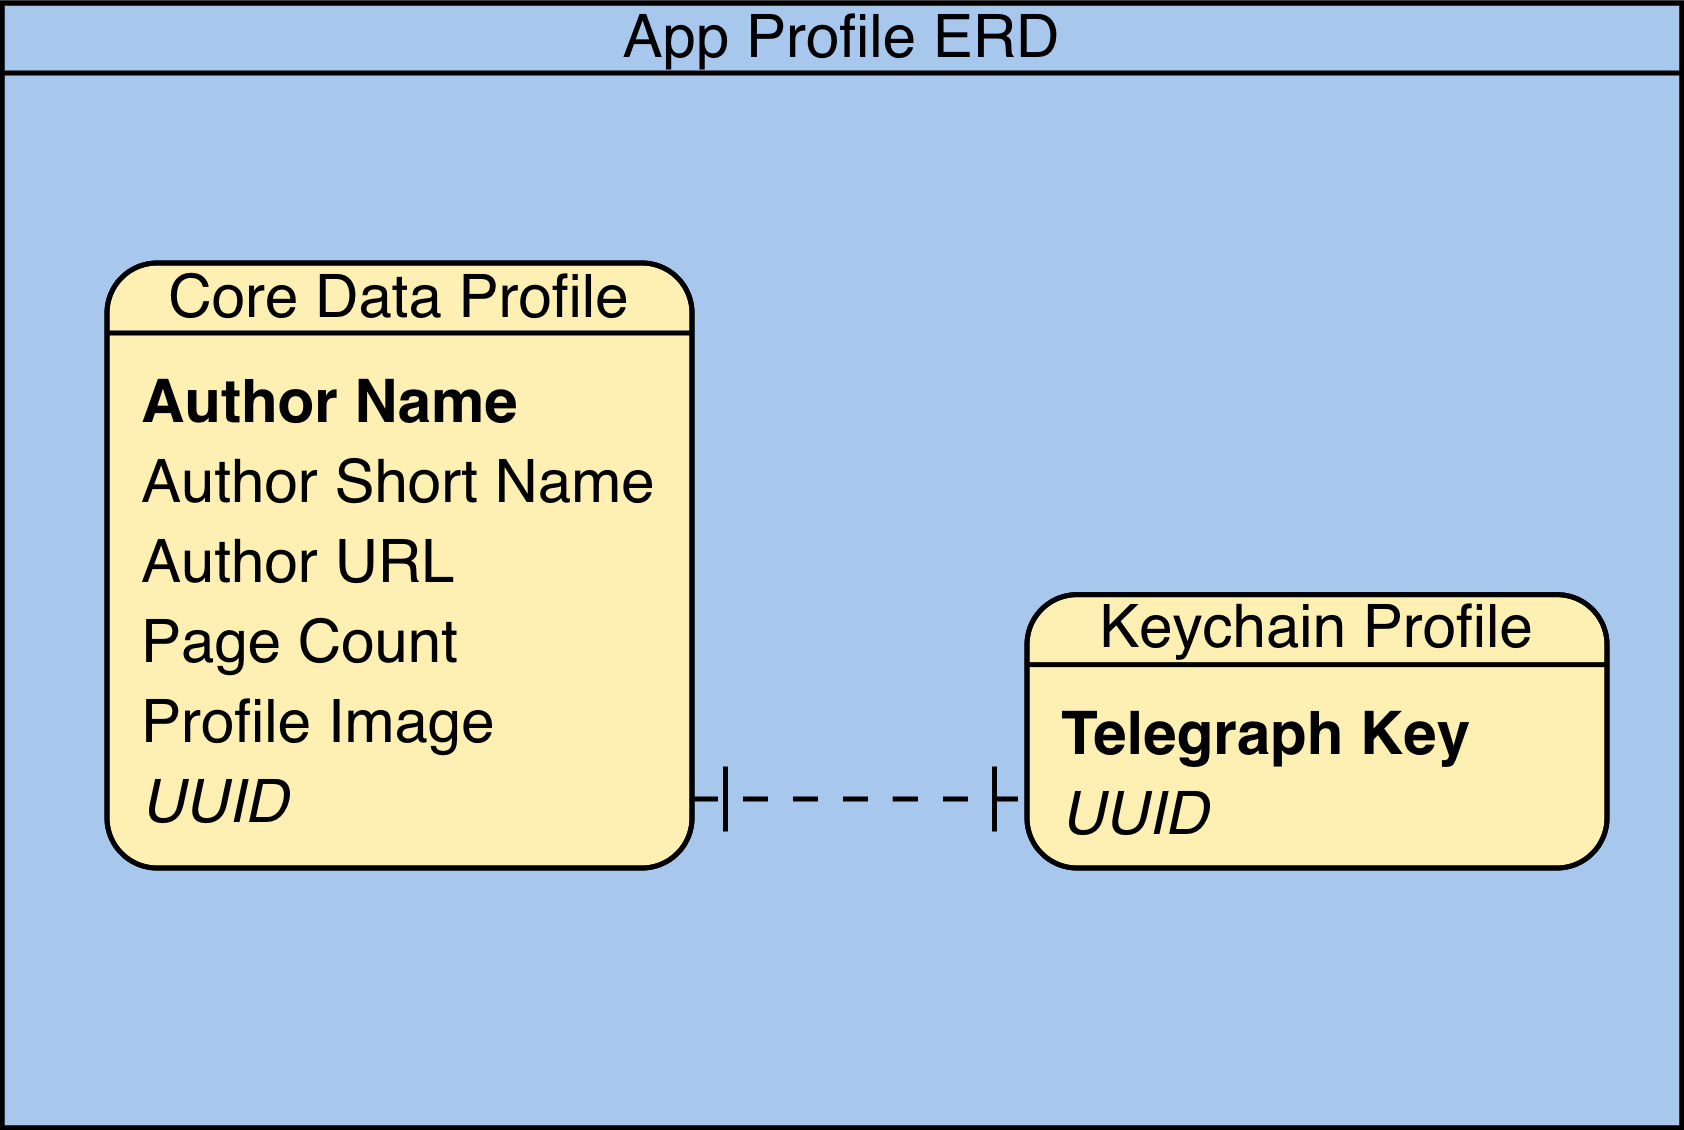 App Profile ERD
Core Data Profile
Author Name
Author Short Name
Author URL
Page Count
Profile Image
UUID
Keychain Profile
Telegraph Key
UUID